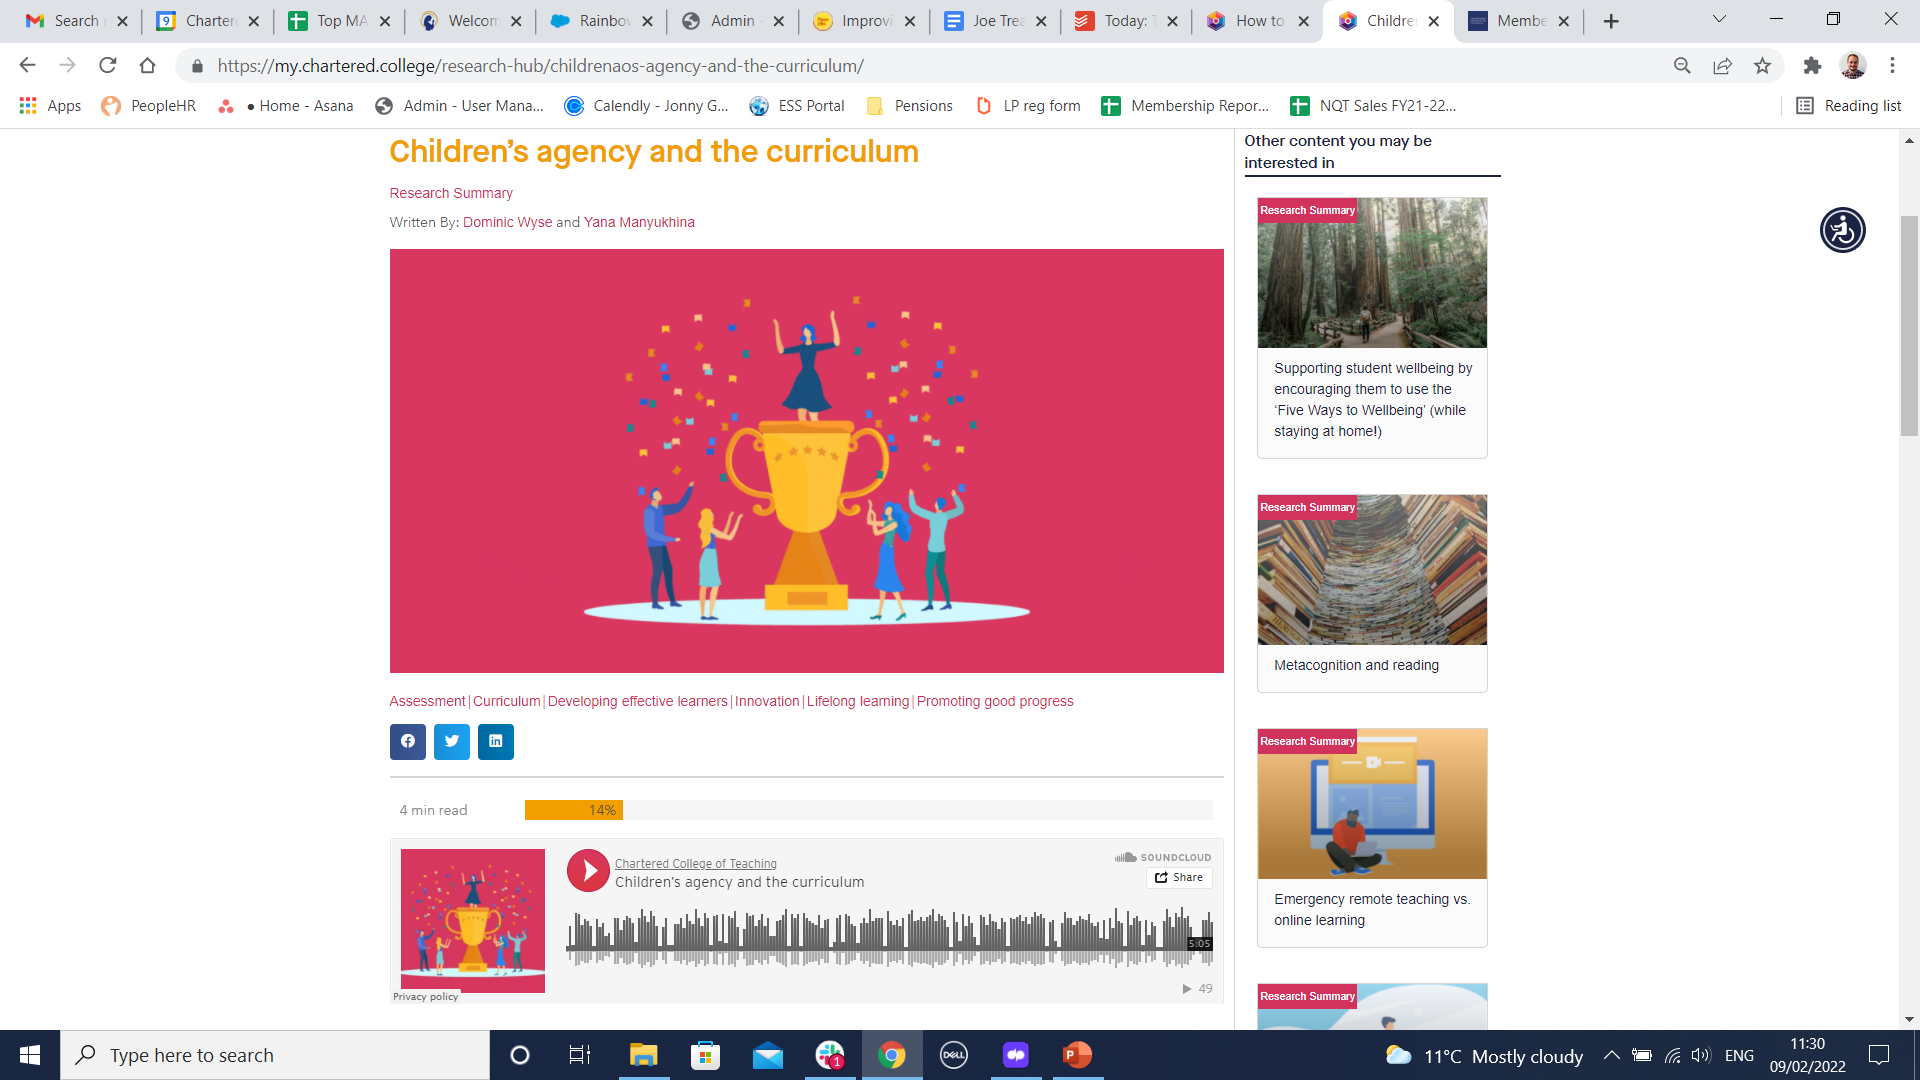 Search
Charter
Top MA
Welcom
Rainbow
Admin
Improvi
Joe Trea
Today: T
How to
Childre
Membe
https://my.chartered.college/research-hub/childrenaos-agency-and-the-curriculum/
Apps
PeopleHR
● Home - Asana
Admin - User Mana...
Calendly - Jonny G...
ESS Portal
Pensions
LP reg form
Membership Repor...
NQT Sales FY21-22...
Reading list
Children’s agency and the curriculum
Research Summary
Written By: Dominic Wyse and Yana Manyukhina
Assessment|Curriculum|Developing effective learners|Innovation|Lifelong learning|Promoting good progress
4 min read
14%
Chartered College of Teaching
Children’s agency and the curriculum
SOUNDCLOUD
Share
5:05
49
Privacy policy
Other content you may be
interested in
Research Summary
Supporting student wellbeing by
encouraging them to use the
‘Five Ways to Wellbeing’ (while
staying at home!)
Research Summary
Metacognition and reading
Research Summary
Emergency remote teaching vs.
online learning
Research Summary
Type here to search
DELL
1
11°C Mostly cloudy
ENG
11:30
09/02/2022